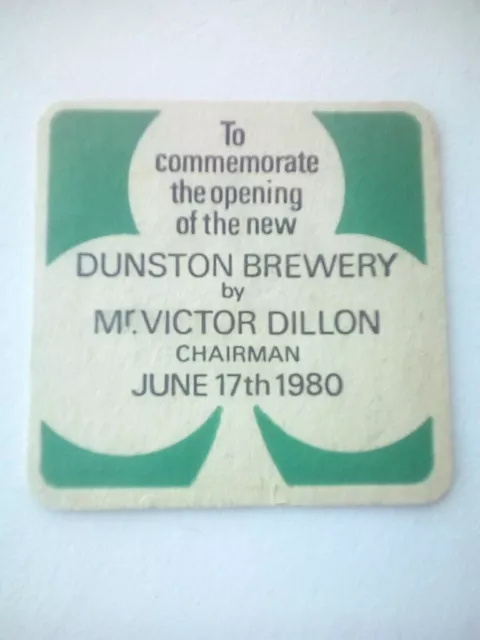 To
commemorate
the opening
of the new
DUNSTON BREWERY
by
Mr. VICTOR DILLON
CHAIRMAN
JUNE 17th 1980